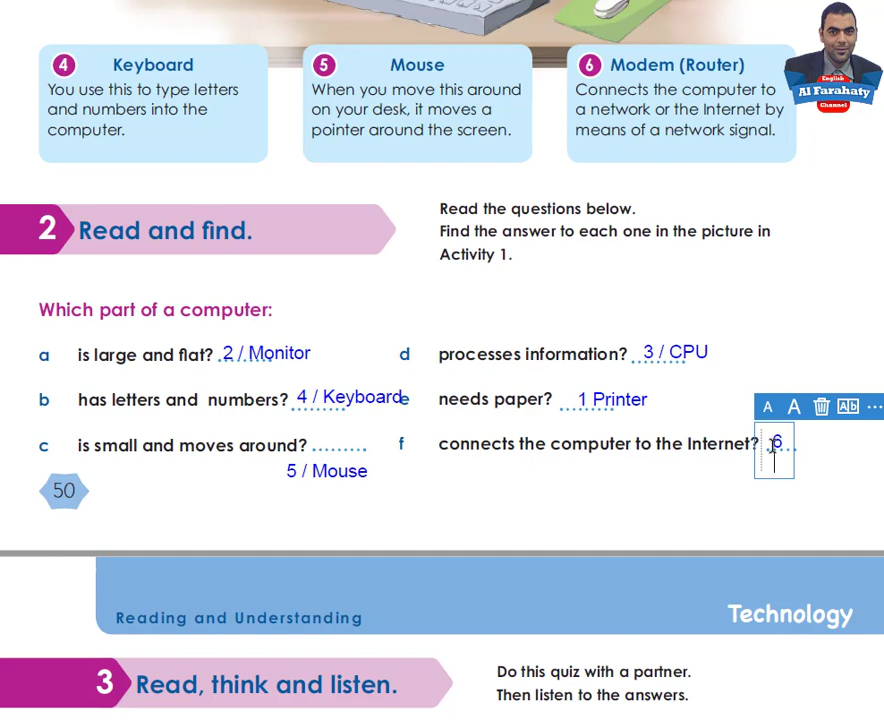 4 Keyboard
You use this to type letters
and numbers into the
computer.
5 Mouse
When you move this around
on your desk, it moves a
pointer around the screen.
6 Modem (Router)
Connects the computer to
a network or the Internet by
means of a network signal.
English
Al Farahaty
Channel
2 Read and find.
Read the questions below.
Find the answer to each one in the picture in
Activity 1.
Which part of a computer:
a is large and flat? 2 / Monitor
b has letters and numbers? 4 / Keyboard
c is small and moves around? .........
5 / Mouse
d processes information? 3 / CPU
e needs paper? 1 Printer
f connects the computer to the Internet? 6
A A Ab ...
50
Reading and Understanding
Technology
3 Read, think and listen.
Do this quiz with a partner.
Then listen to the answers.